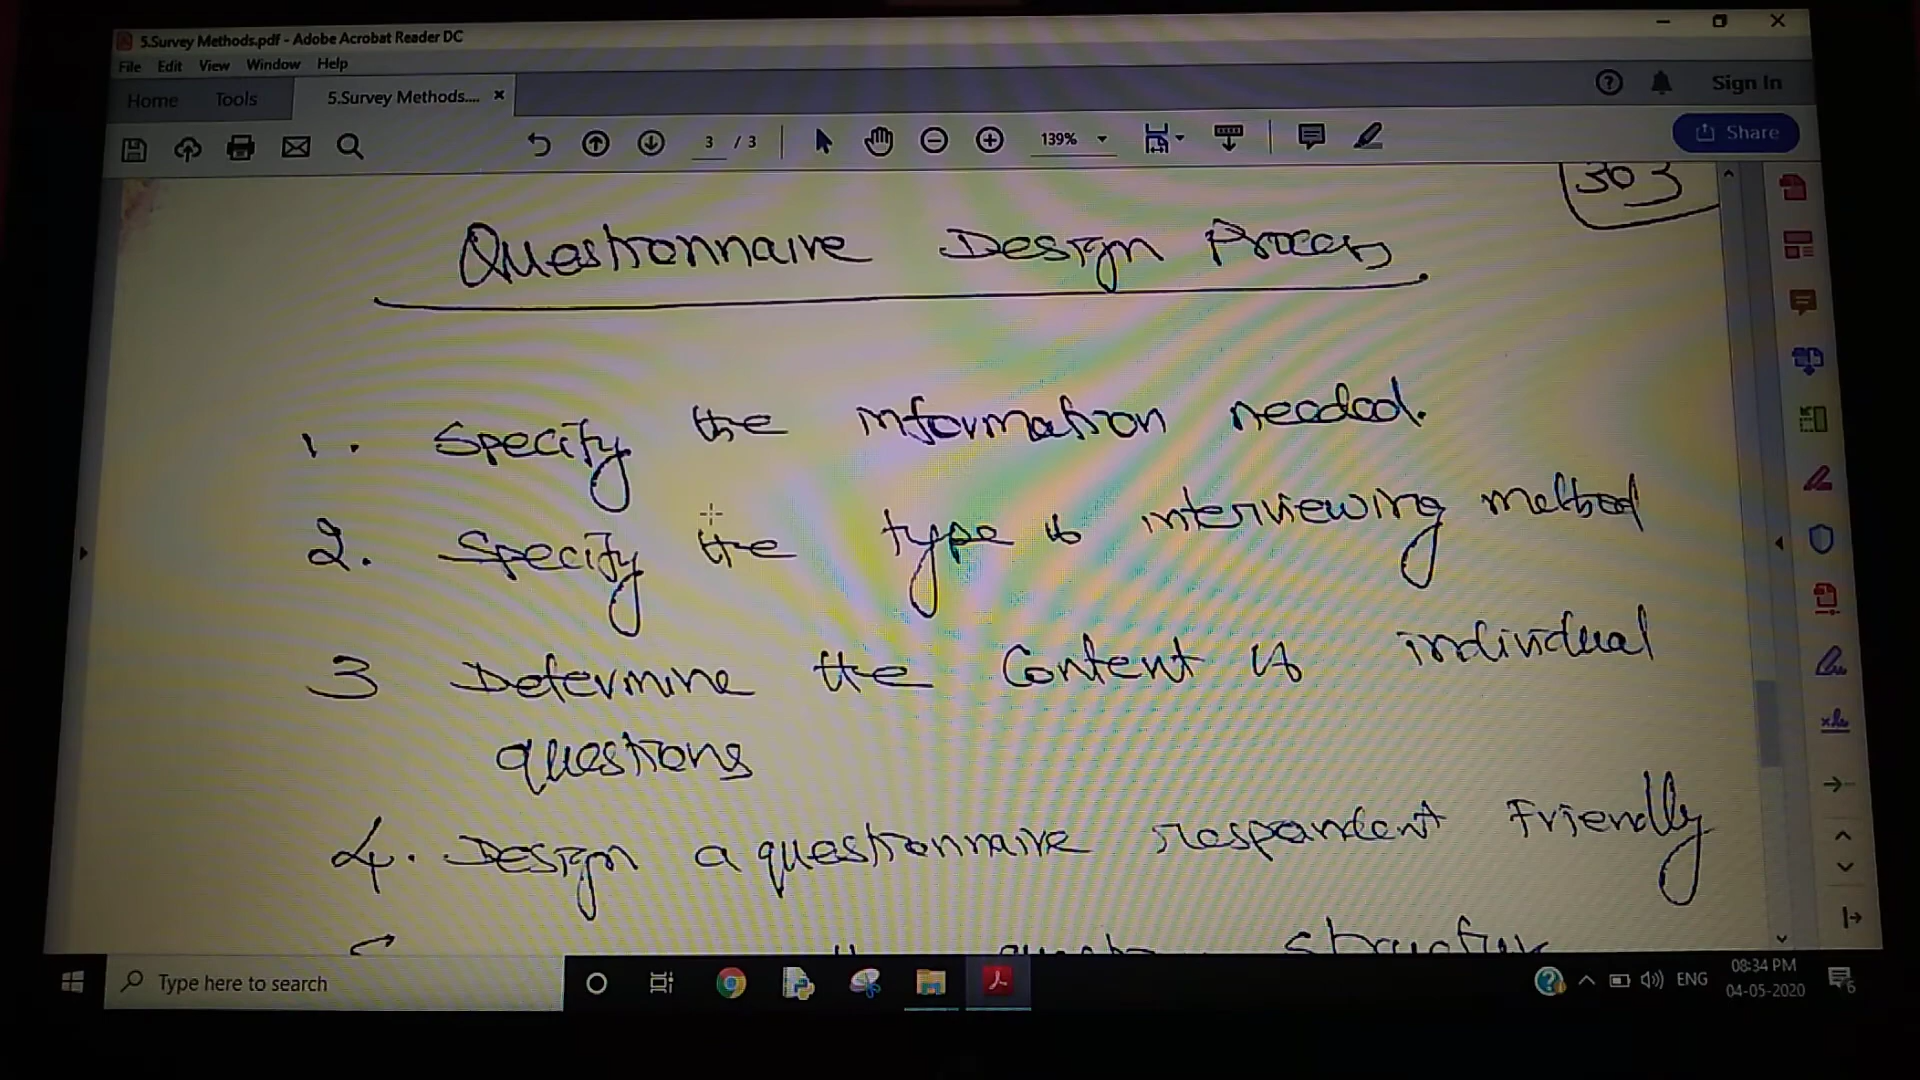 5.Survey Methods.pdf - Adobe Acrobat Reader DC
File Edit View Window Help
Home Tools 5.Survey Methods....
Sign In
3 / 3 139%
Share
303
Questionnaire Design Process
1. Specify the information needed.
2. Specify the type of interviewing method
3 Determine the Content of individual
questions
4. Design a questionnaire respondent Friendly
structure
Type here to search
ENG
08:34 PM
04-05-2020
6